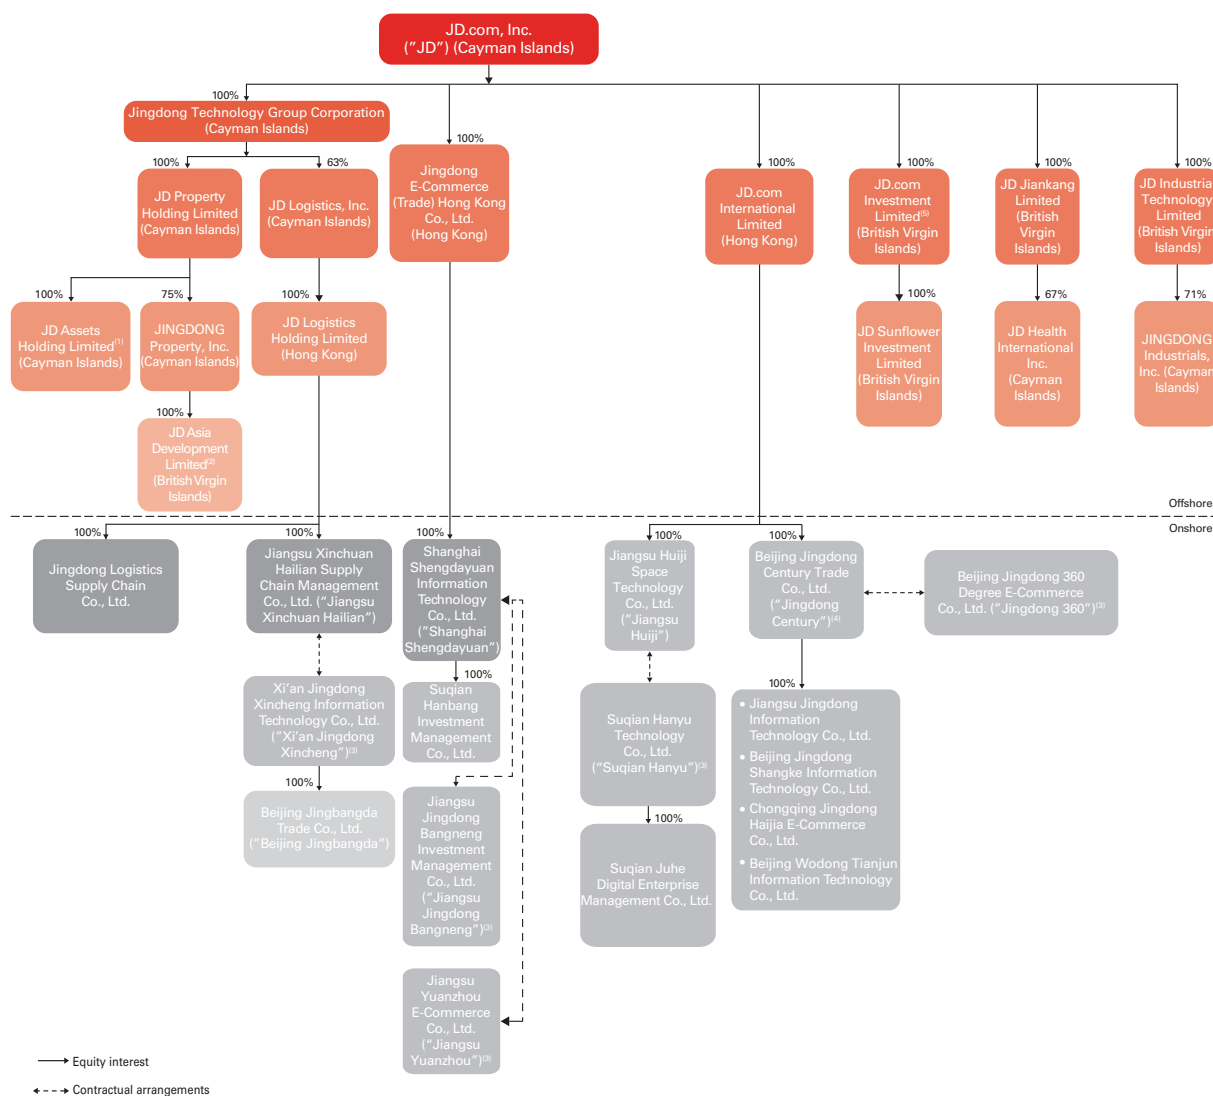 JD.com, Inc.
("JD") (Cayman Islands)
100%
Jingdong Technology Group Corporation
(Cayman Islands)
100%
JD Property
Holding Limited
(Cayman Islands)
63%
JD Logistics, Inc.
(Cayman Islands)
100%
Jingdong
E-Commerce
(Trade) Hong Kong
Co., Ltd.
(Hong Kong)
100%
JD.com
International
Limited
(Hong Kong)
100%
JD.com
Investment
Limited(5)
(British Virgin
Islands)
100%
JD Jiankang
Limited
(British
Virgin
Islands)
100%
JD Industrial
Technology
Limited
(British Virgin
Islands)
100%
JD Assets
Holding Limited(1)
(Cayman Islands)
75%
JINGDONG
Property, Inc.
(Cayman Islands)
100%
JD Logistics
Holding Limited
(Hong Kong)
100%
JD Sunflower
Investment
Limited
(British Virgin
Islands)
67%
JD Health
International
Inc.
(Cayman
Islands)
71%
JINGDONG
Industrials,
Inc. (Cayman
Islands)
100%
JD Asia
Development
Limited(2)
(British Virgin
Islands)
Offshore
Onshore
100%
Jingdong Logistics
Supply Chain
Co., Ltd.
100%
Jiangsu Xinchuan
Hailian Supply
Chain Management
Co., Ltd. ("Jiangsu
Xinchuan Hailian")
100%
Shanghai
Shengdayuan
Information
Technology
Co., Ltd.
("Shanghai
Shengdayuan")
100%
Jiangsu Huiji
Space
Technology
Co., Ltd.
("Jiangsu
Huiji")
100%
Beijing Jingdong
Century Trade
Co., Ltd.
("Jingdong
Century")(4)
Beijing Jingdong 360
Degree E-Commerce
Co., Ltd. ("Jingdong 360")(3)
Xi'an Jingdong
Xincheng Information
Technology Co., Ltd.
("Xi'an Jingdong
Xincheng")(3)
100%
Suqian
Hanbang
Investment
Management
Co., Ltd.
Suqian Hanyu
Technology
Co., Ltd.
("Suqian Hanyu")(3)
100%
• Jiangsu Jingdong
Information
Technology Co., Ltd.
• Beijing Jingdong
Shangke Information
Technology Co., Ltd.
• Chongqing Jingdong
Haijia E-Commerce
Co., Ltd.
• Beijing Wodong Tianjun
Information Technology
Co., Ltd.
100%
Beijing Jingbangda
Trade Co., Ltd.
("Beijing Jingbangda")
Jiangsu
Jingdong
Bangneng
Investment
Management
Co., Ltd.
("Jiangsu
Jingdong
Bangneng")(3)
100%
Suqian Juhe
Digital Enterprise
Management Co., Ltd.
Jiangsu
Yuanzhou
E-Commerce
Co., Ltd.
("Jiangsu
Yuanzhou")(3)
Equity interest
Contractual arrangements